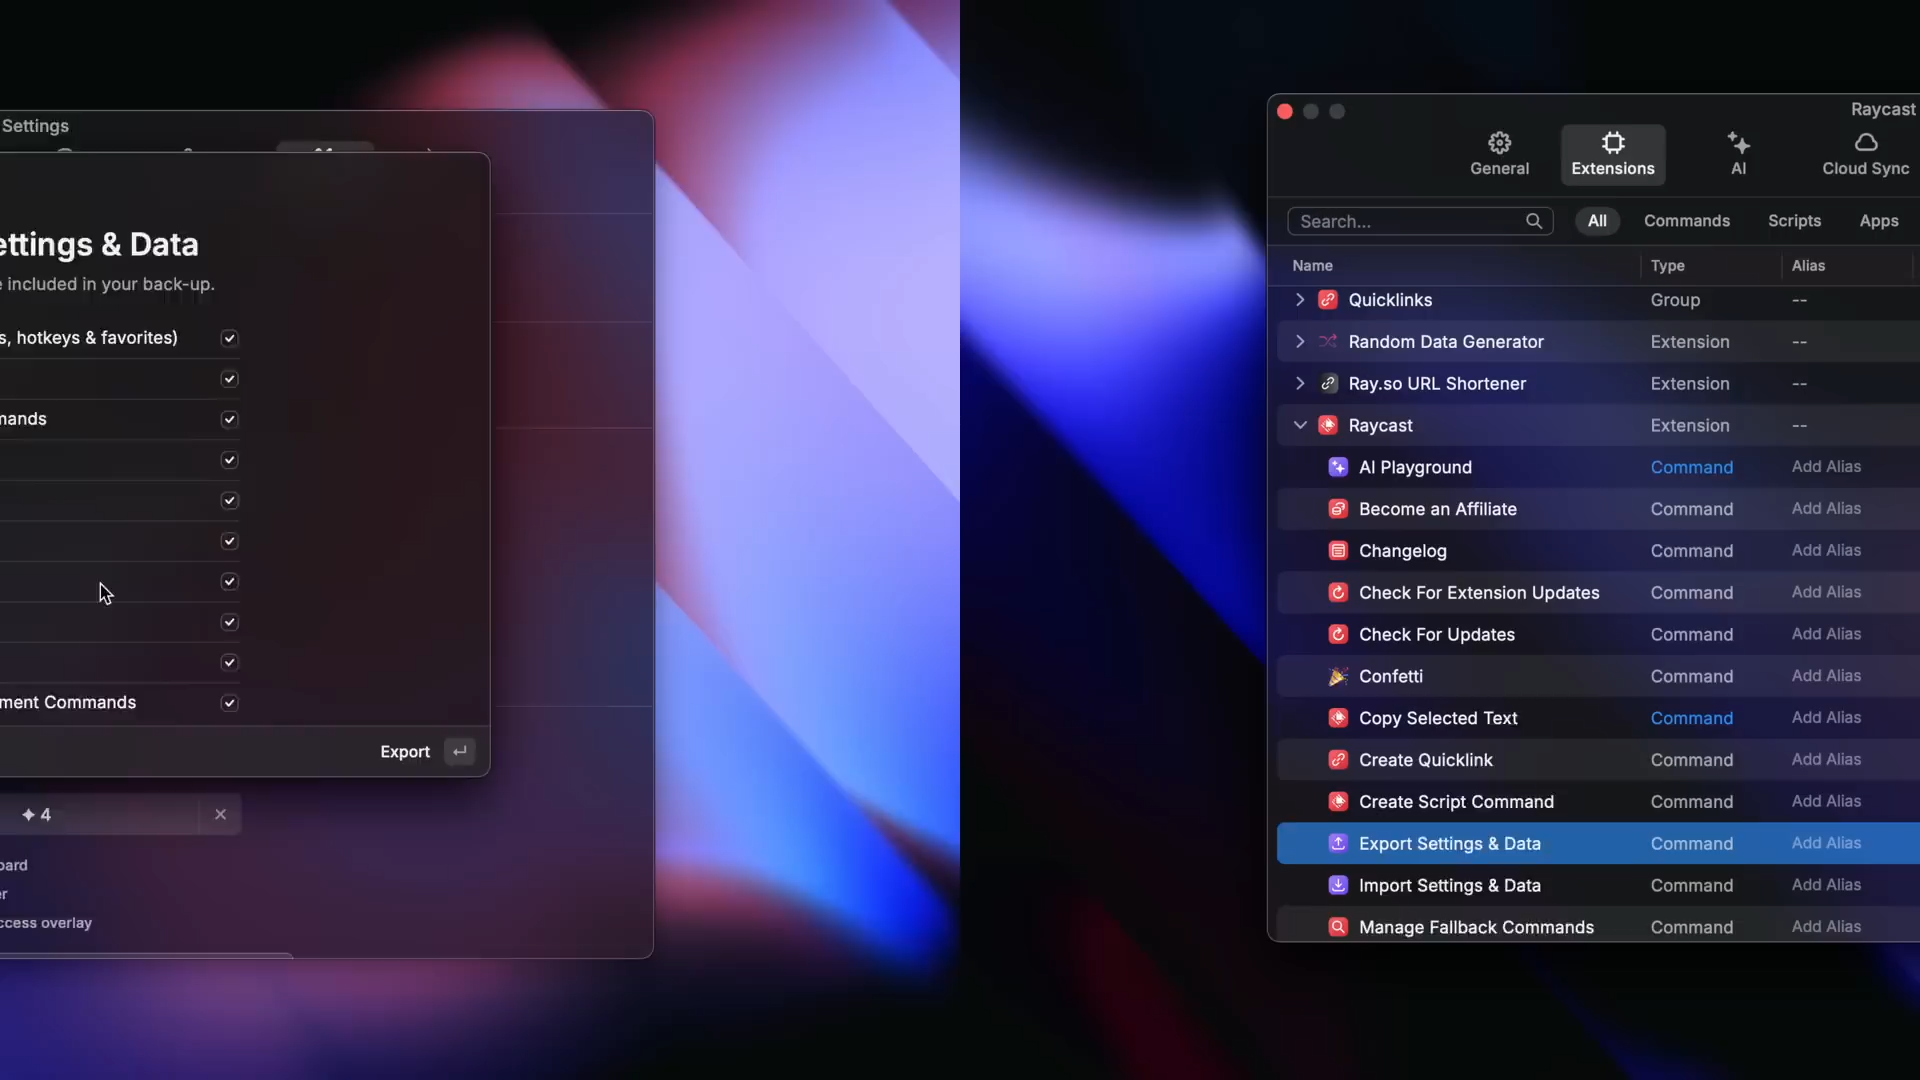 Settings
ettings & Data
e included in your back-up.
s, hotkeys & favorites)
mands
ment Commands
Export
4
oard
er
ccess overlay
Raycast
General
Extensions
AI
Cloud Sync
Search...
All
Commands
Scripts
Apps
Name Type Alias
Quicklinks Group --
Random Data Generator Extension --
Ray.so URL Shortener Extension --
Raycast Extension --
AI Playground Command Add Alias
Become an Affiliate Command Add Alias
Changelog Command Add Alias
Check For Extension Updates Command Add Alias
Check For Updates Command Add Alias
Confetti Command Add Alias
Copy Selected Text Command Add Alias
Create Quicklink Command Add Alias
Create Script Command Command Add Alias
Export Settings & Data Command Add Alias
Import Settings & Data Command Add Alias
Manage Fallback Commands Command Add Alias